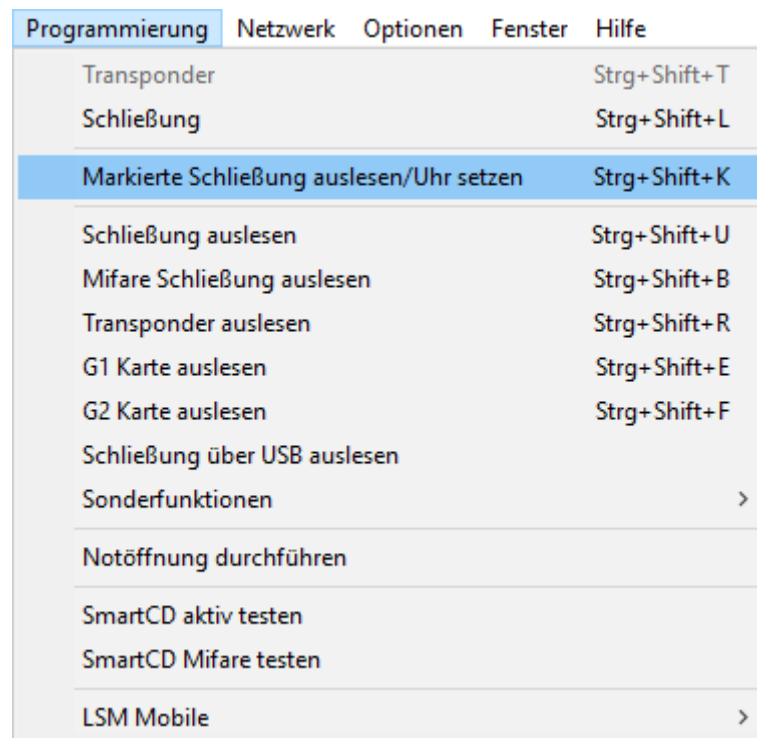 Programmierung Netzwerk Optionen Fenster Hilfe
Transponder Strg+Shift+T
Schließung Strg+Shift+L
Markierte Schließung auslesen/Uhr setzen Strg+Shift+K
Schließung auslesen Strg+Shift+U
Mifare Schließung auslesen Strg+Shift+B
Transponder auslesen Strg+Shift+R
G1 Karte auslesen Strg+Shift+E
G2 Karte auslesen Strg+Shift+F
Schließung über USB auslesen
Sonderfunktionen
Notöffnung durchführen
SmartCD aktiv testen
SmartCD Mifare testen
LSM Mobile